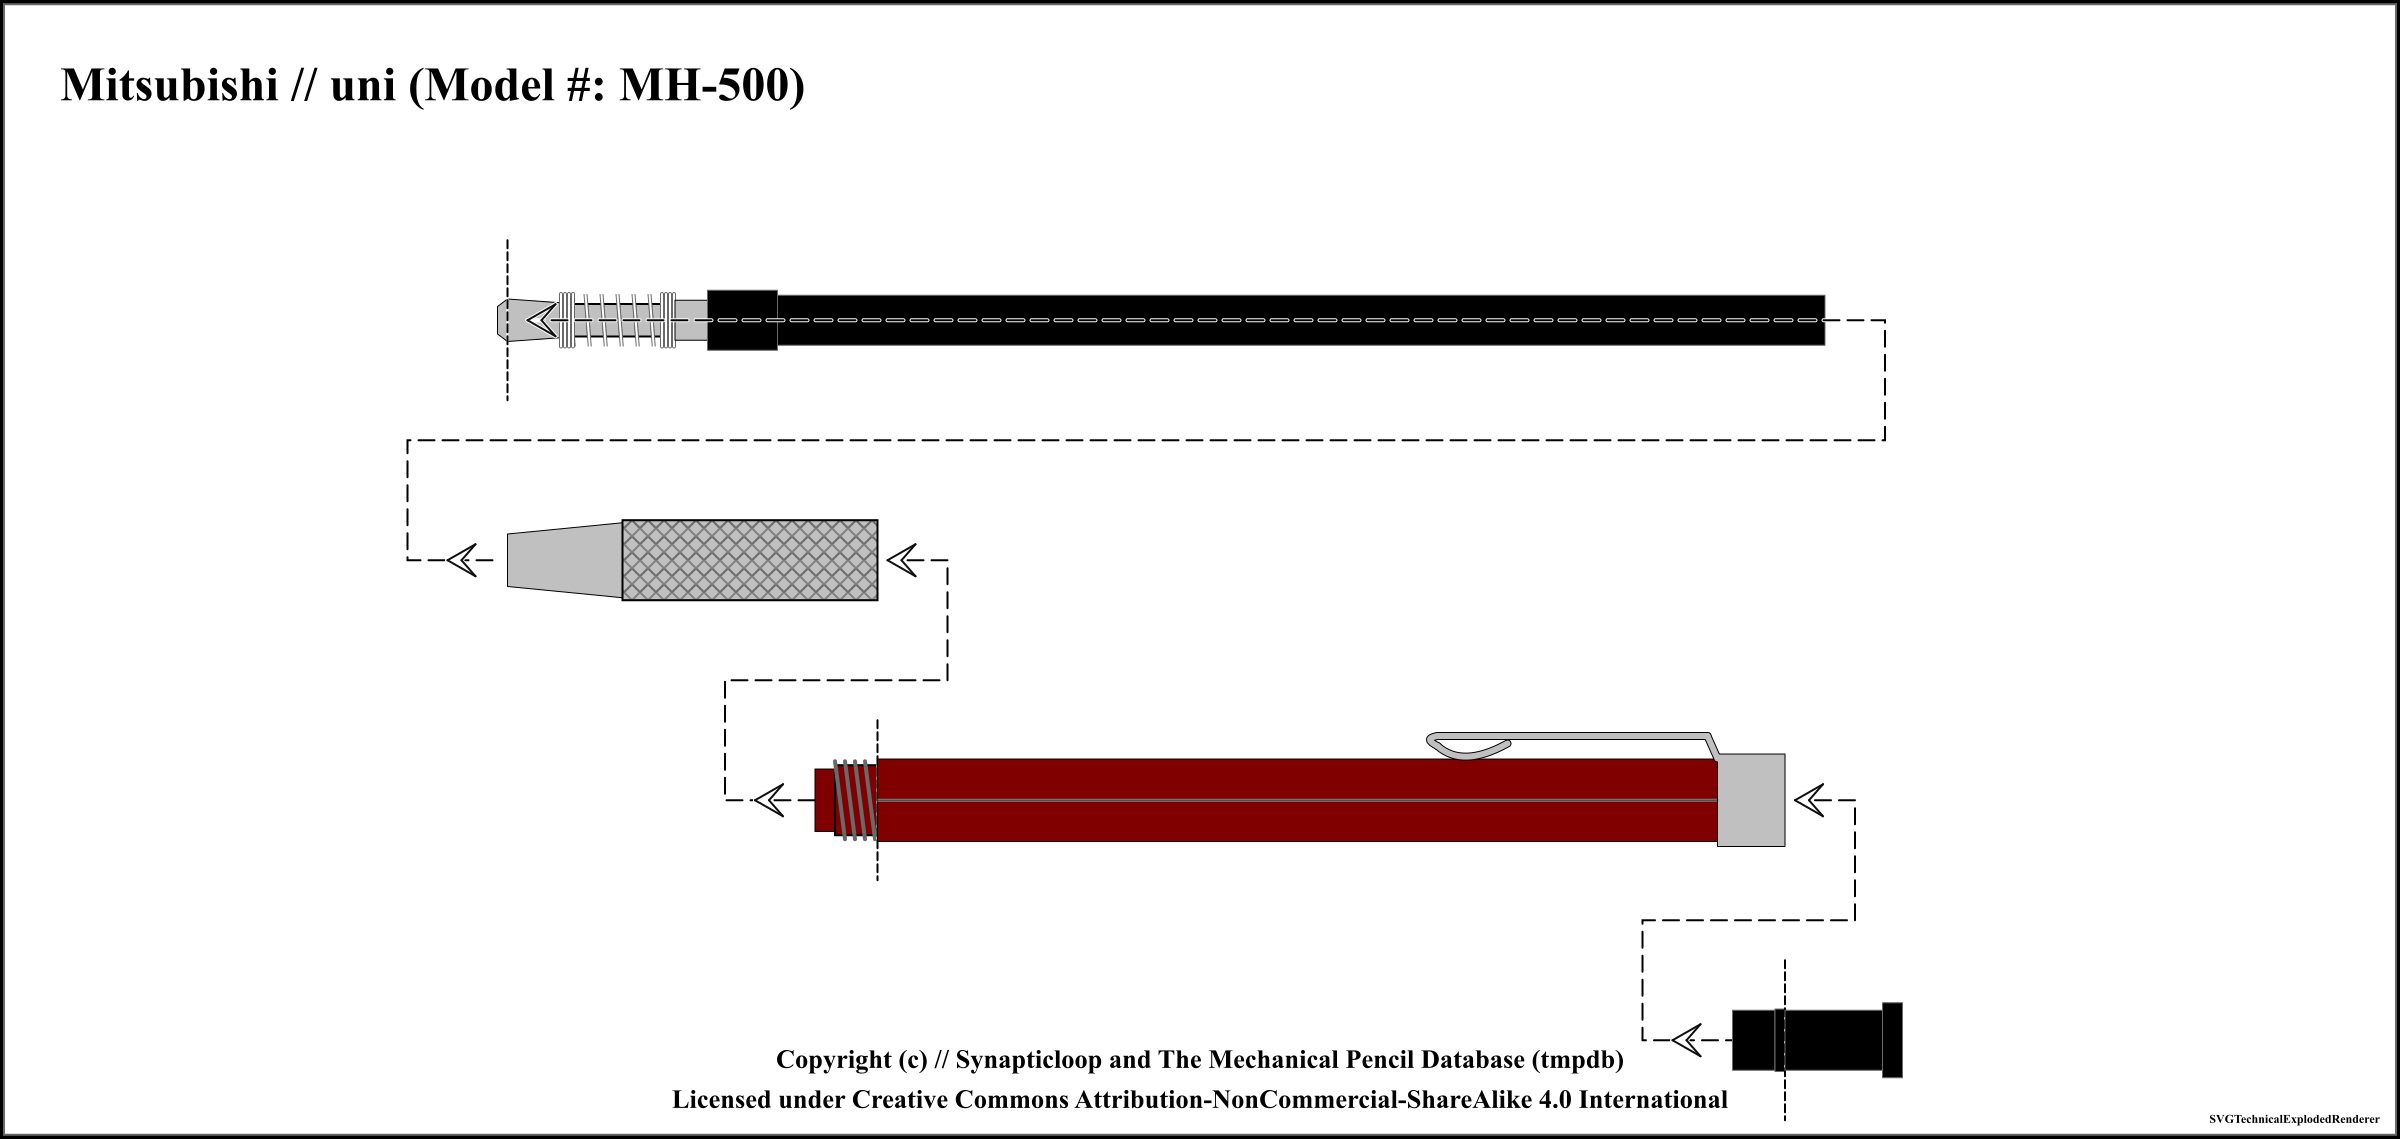 Mitsubishi // uni (Model #: MH-500)
Copyright (c) // Synapticloop and The Mechanical Pencil Database (tmpdb)
Licensed under Creative Commons Attribution-NonCommercial-ShareAlike 4.0 International
SVGTechnicalExplodedRenderer